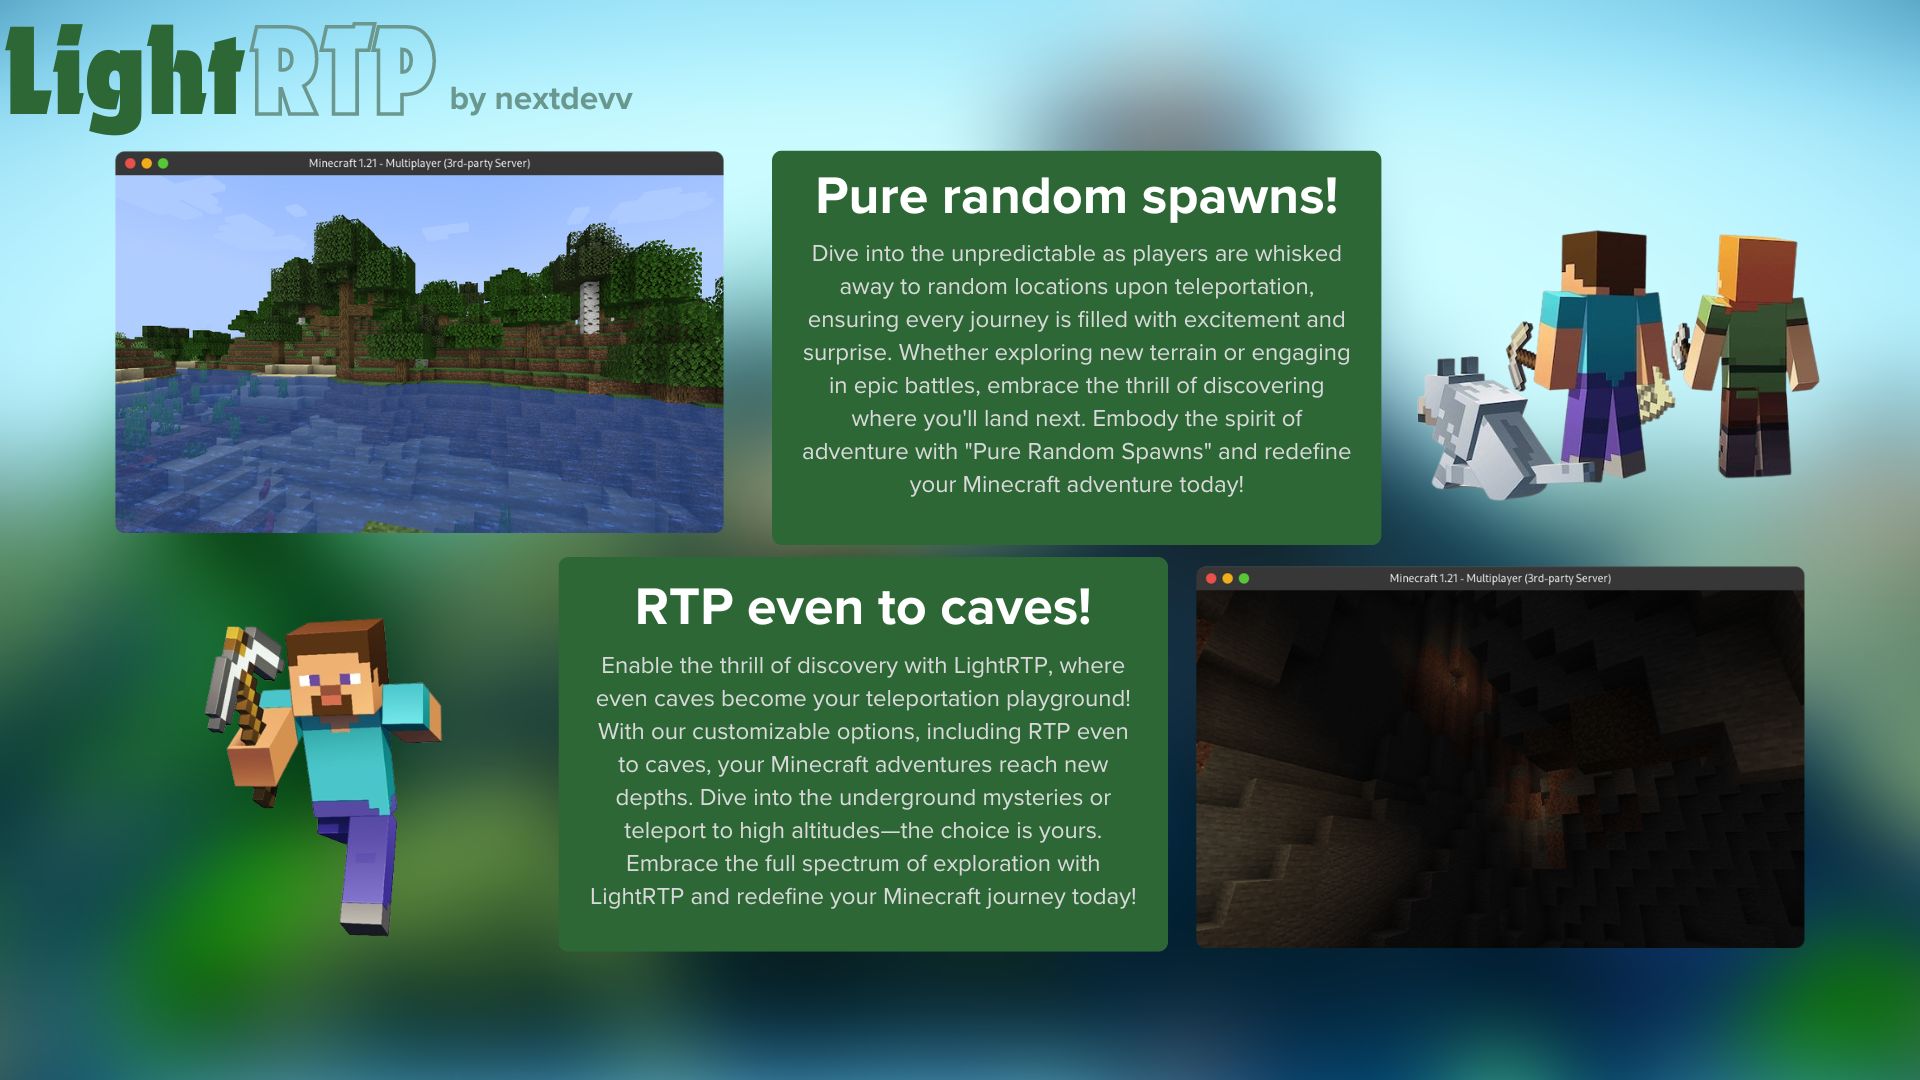 LightRTP by nextdevv
Minecraft 1.21 - Multiplayer (3rd-party Server)
Pure random spawns!
Dive into the unpredictable as players are whisked
away to random locations upon teleportation,
ensuring every journey is filled with excitement and
surprise. Whether exploring new terrain or engaging
in epic battles, embrace the thrill of discovering
where you'll land next. Embody the spirit of
adventure with "Pure Random Spawns" and redefine
your Minecraft adventure today!
RTP even to caves!
Enable the thrill of discovery with LightRTP, where
even caves become your teleportation playground!
With our customizable options, including RTP even
to caves, your Minecraft adventures reach new
depths. Dive into the underground mysteries or
teleport to high altitudes—the choice is yours.
Embrace the full spectrum of exploration with
LightRTP and redefine your Minecraft journey today!
Minecraft 1.21 - Multiplayer (3rd-party Server)